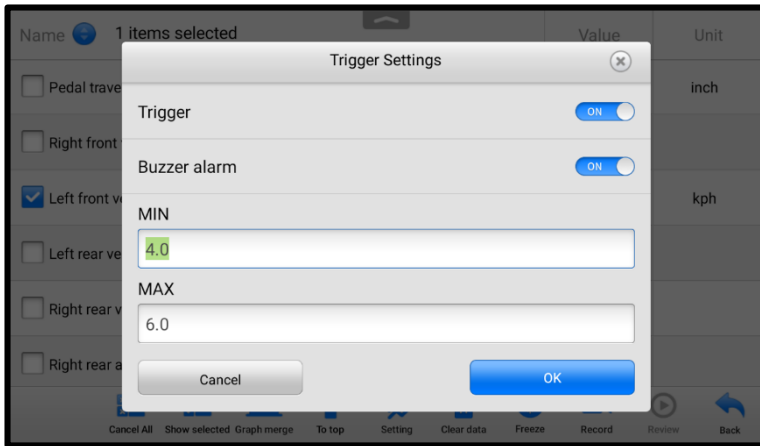 Name 1 items selected Value Unit
Trigger Settings
Pedal trave inch
Trigger ON
Right front
Buzzer alarm ON
Left front ve kph
MIN
4.0
Left rear ve
MAX
Right rear v
6.0
Right rear a
Cancel OK
Cancel All Show selected Graph merge To top Setting Clear data Freeze Record Review Back